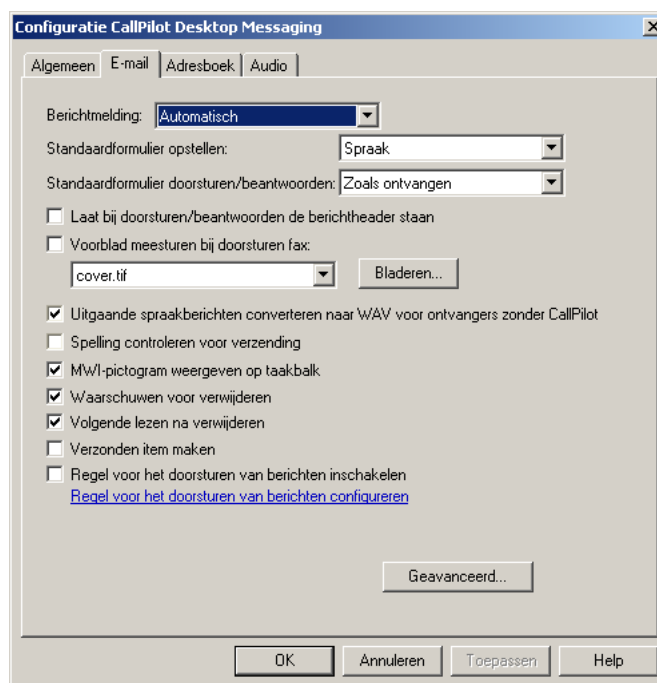 Configuratie CallPilot Desktop Messaging
Algemeen E-mail Adresboek Audio
Berichtmelding: Automatisch
Standaardformulier opstellen: Spraak
Standaardformulier doorsturen/beantwoorden: Zoals ontvangen
Laat bij doorsturen/beantwoorden de berichtheader staan
Voorblad meesturen bij doorsturen fax:
cover.tif Bladeren...
Uitgaande spraakberichten converteren naar WAV voor ontvangers zonder CallPilot
Spelling controleren voor verzending
MWI-pictogram weergeven op taakbalk
Waarschuwen voor verwijderen
Volgende lezen na verwijderen
Verzonden item maken
Regel voor het doorsturen van berichten inschakelen
Regel voor het doorsturen van berichten configureren
Geavanceerd...
OK Annuleren Toepassen Help